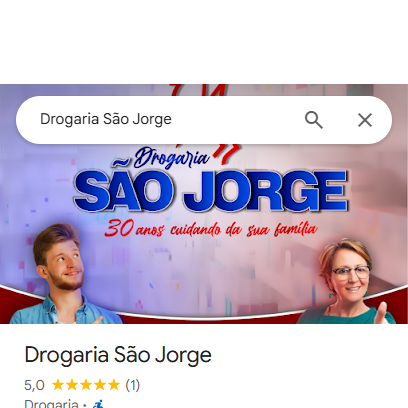 Drogaria São Jorge
Drogaria
SÃO JORGE
30 anos cuidando da sua família
Drogaria São Jorge
5,0 ★★★★★ (1)
Drogaria ·